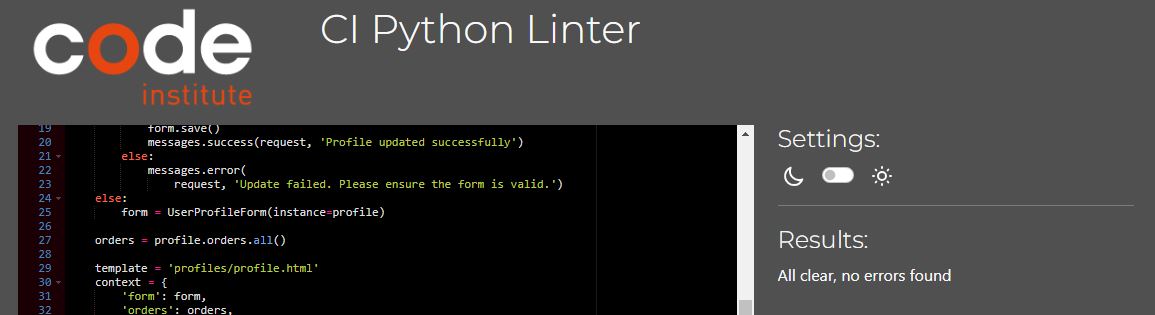 code
institute
CI Python Linter
19 form.save()
20 messages.success(request, 'Profile updated successfully')
21 else:
22 messages.error(
23 request, 'Update failed. Please ensure the form is valid.')
24 else:
25 form = UserProfileForm(instance=profile)
26
27 orders = profile.orders.all()
28
29 template = 'profiles/profile.html'
30 context = {
31 'form': form,
32 'orders': orders,
Settings:
Results:
All clear, no errors found